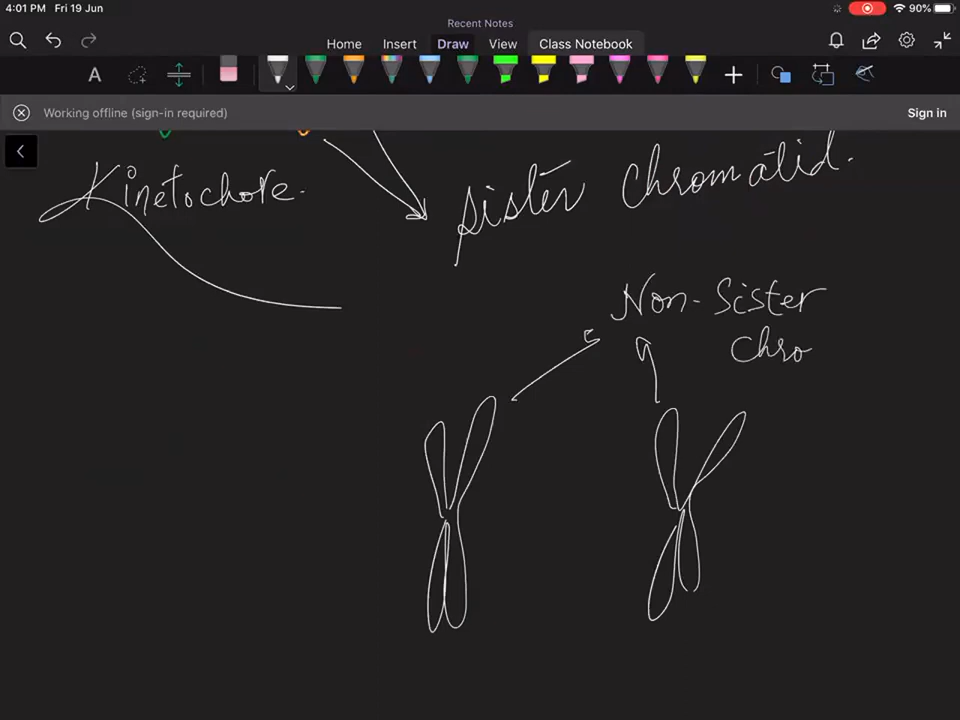 4:01 PM Fri 19 Jun
90%
Recent Notes
Home Insert Draw View Class Notebook
A
Working offline (sign-in required)
Sign in
Kinetochore.
sister chromatid.
Non-Sister
Chro